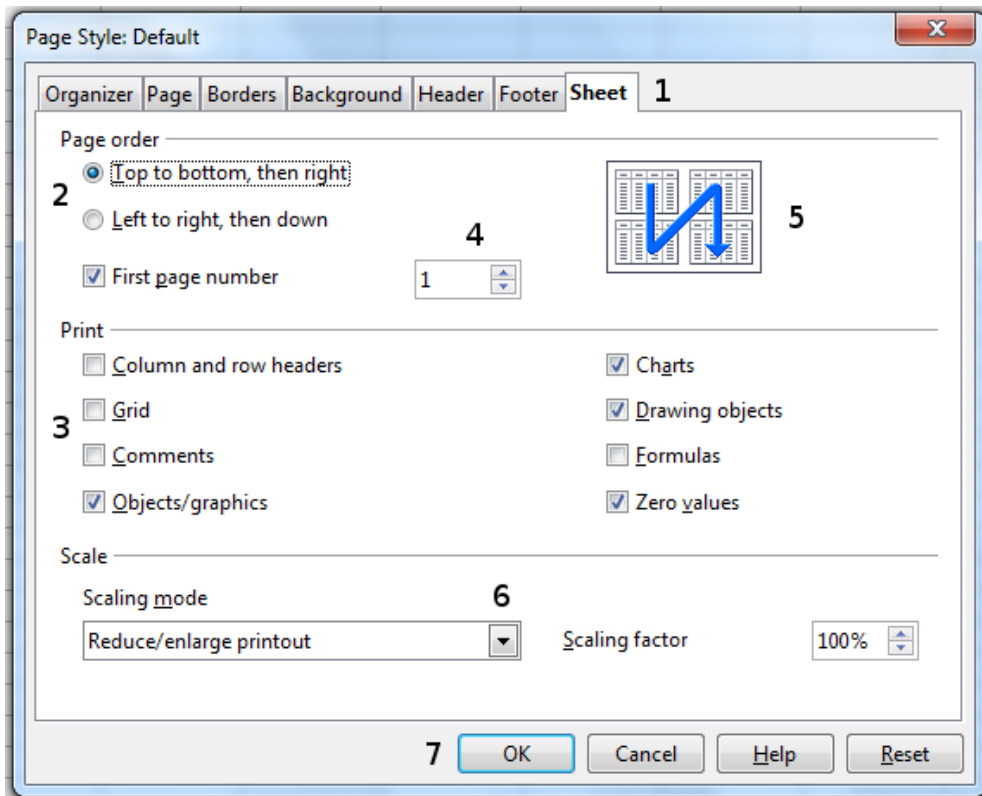 Page Style: Default
Organizer Page Borders Background Header Footer Sheet 1
Page order
2 Top to bottom, then right
Left to right, then down
4
5
First page number 1
Print
Column and row headers Charts
3 Grid Drawing objects
Comments Formulas
Objects/graphics Zero values
Scale
Scaling mode 6
Reduce/enlarge printout Scaling factor 100%
7 OK Cancel Help Reset